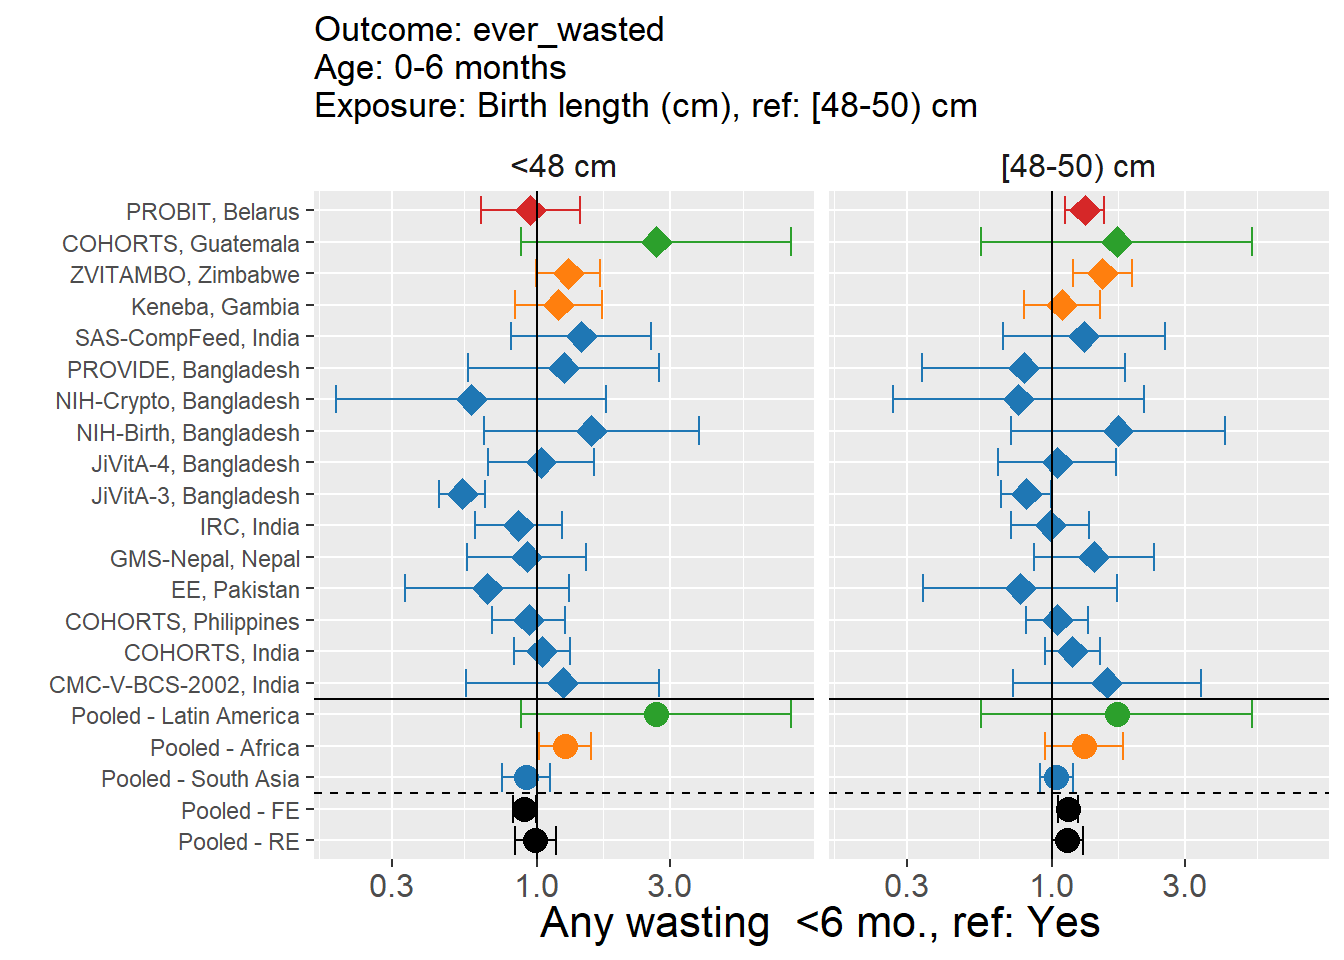 Outcome: ever_wasted
Age: 0-6 months
Exposure: Birth length (cm), ref: [48-50) cm
<48 cm
[48-50) cm
PROBIT, Belarus
COHORTS, Guatemala
ZVITAMBO, Zimbabwe
Keneba, Gambia
SAS-CompFeed, India
PROVIDE, Bangladesh
NIH-Crypto, Bangladesh
NIH-Birth, Bangladesh
JiVitA-4, Bangladesh
JiVitA-3, Bangladesh
IRC, India
GMS-Nepal, Nepal
EE, Pakistan
COHORTS, Philippines
COHORTS, India
CMC-V-BCS-2002, India
Pooled - Latin America
Pooled - Africa
Pooled - South Asia
Pooled - FE
Pooled - RE
0.3 1.0 3.0 0.3 1.0 3.0
Any wasting  <6 mo., ref: Yes